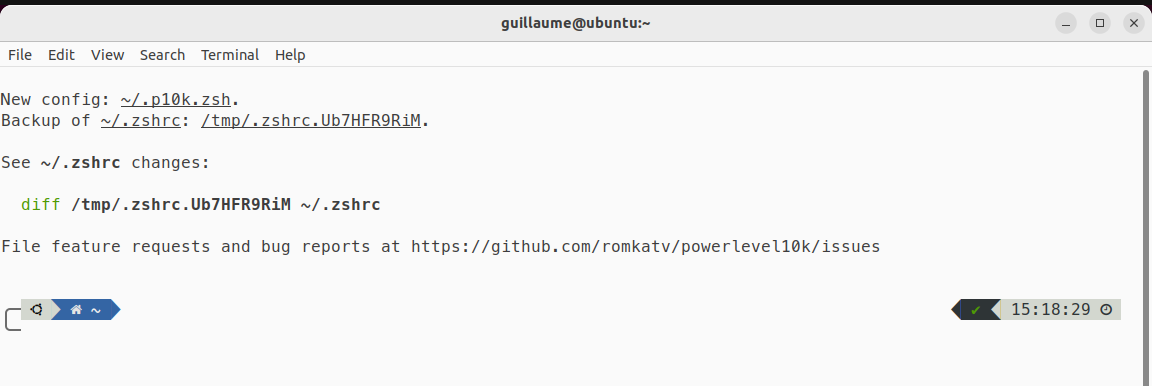 guillaume@ubuntu:~
File Edit View Search Terminal Help
New config: ~/.p10k.zsh.
Backup of ~/.zshrc: /tmp/.zshrc.Ub7HFR9RiM.
See ~/.zshrc changes:
diff /tmp/.zshrc.Ub7HFR9RiM ~/.zshrc
File feature requests and bug reports at https://github.com/romkatv/powerlevel10k/issues
~ ✔ 15:18:29